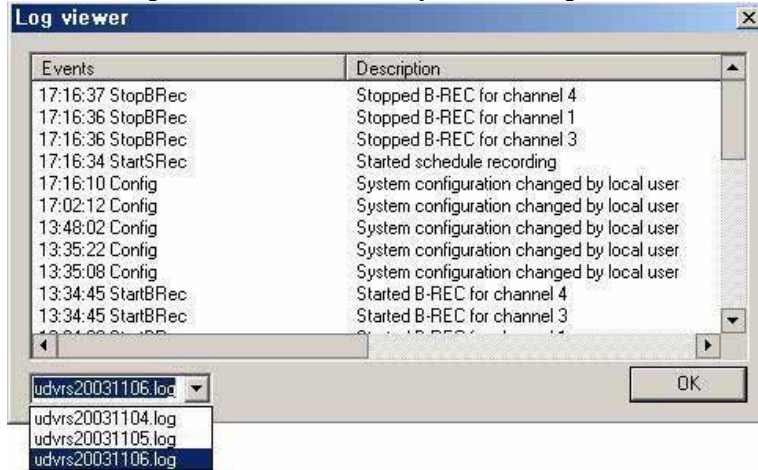 Log viewer
Events Description
17:16:37 StopBRec Stopped B-REC for channel 4
17:16:36 StopBRec Stopped B-REC for channel 1
17:16:36 StopBRec Stopped B-REC for channel 3
17:16:34 StartSRec Started schedule recording
17:16:10 Config System configuration changed by local user
17:02:12 Config System configuration changed by local user
13:48:02 Config System configuration changed by local user
13:35:22 Config System configuration changed by local user
13:35:08 Config System configuration changed by local user
13:34:45 StartBRec Started B-REC for channel 4
13:34:45 StartBRec Started B-REC for channel 3
udvrs20031106.log OK
udvrs20031104.log
udvrs20031105.log
udvrs20031106.log